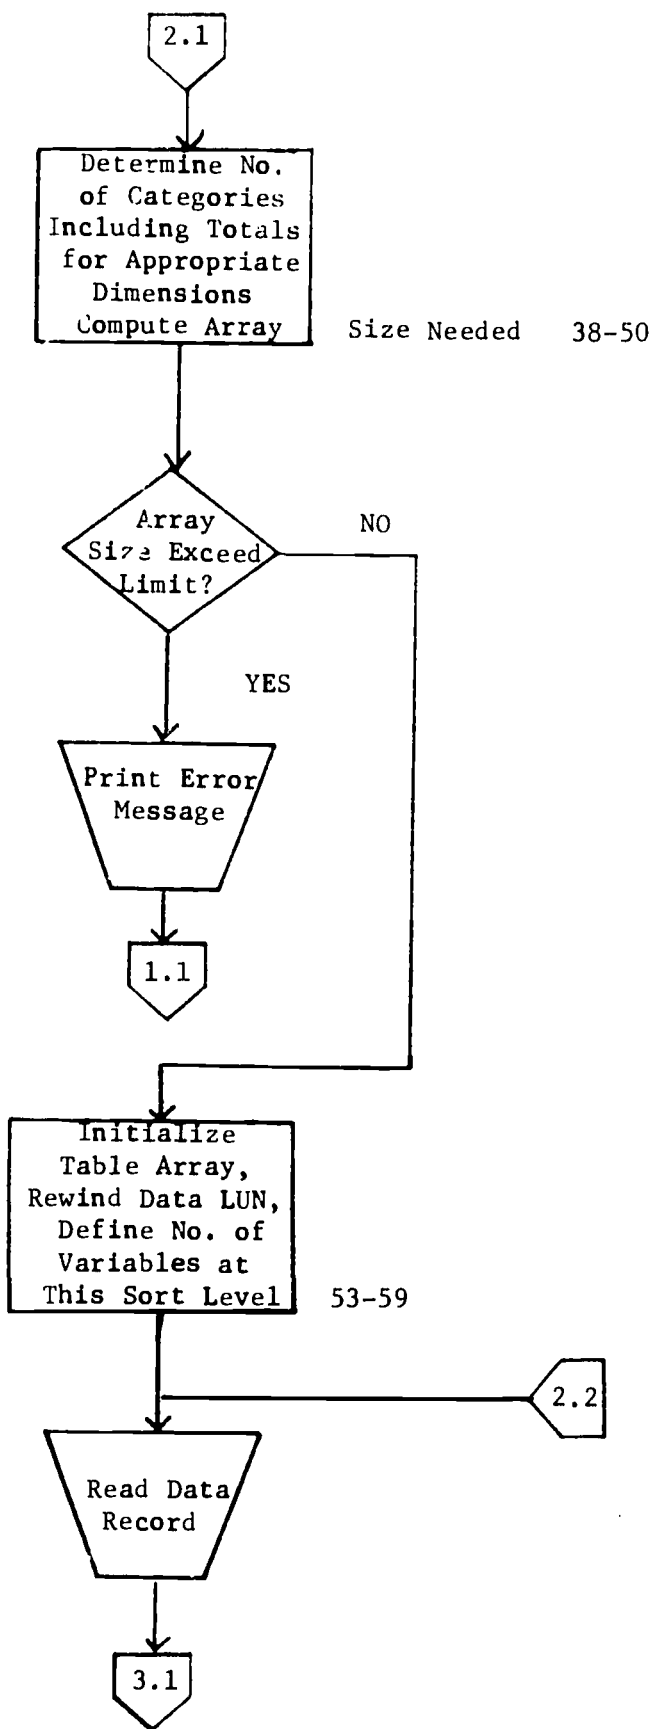 2.1
Determine No.
of Categories
Including Totals
for Appropriate
Dimensions
Compute Array Size Needed 38-50
Array
Size Exceed
Limit?
NO
YES
Print Error
Message
1.1
Initialize
Table Array,
Rewind Data LUN,
Define No. of
Variables at
This Sort Level 53-59
2.2
Read Data
Record
3.1